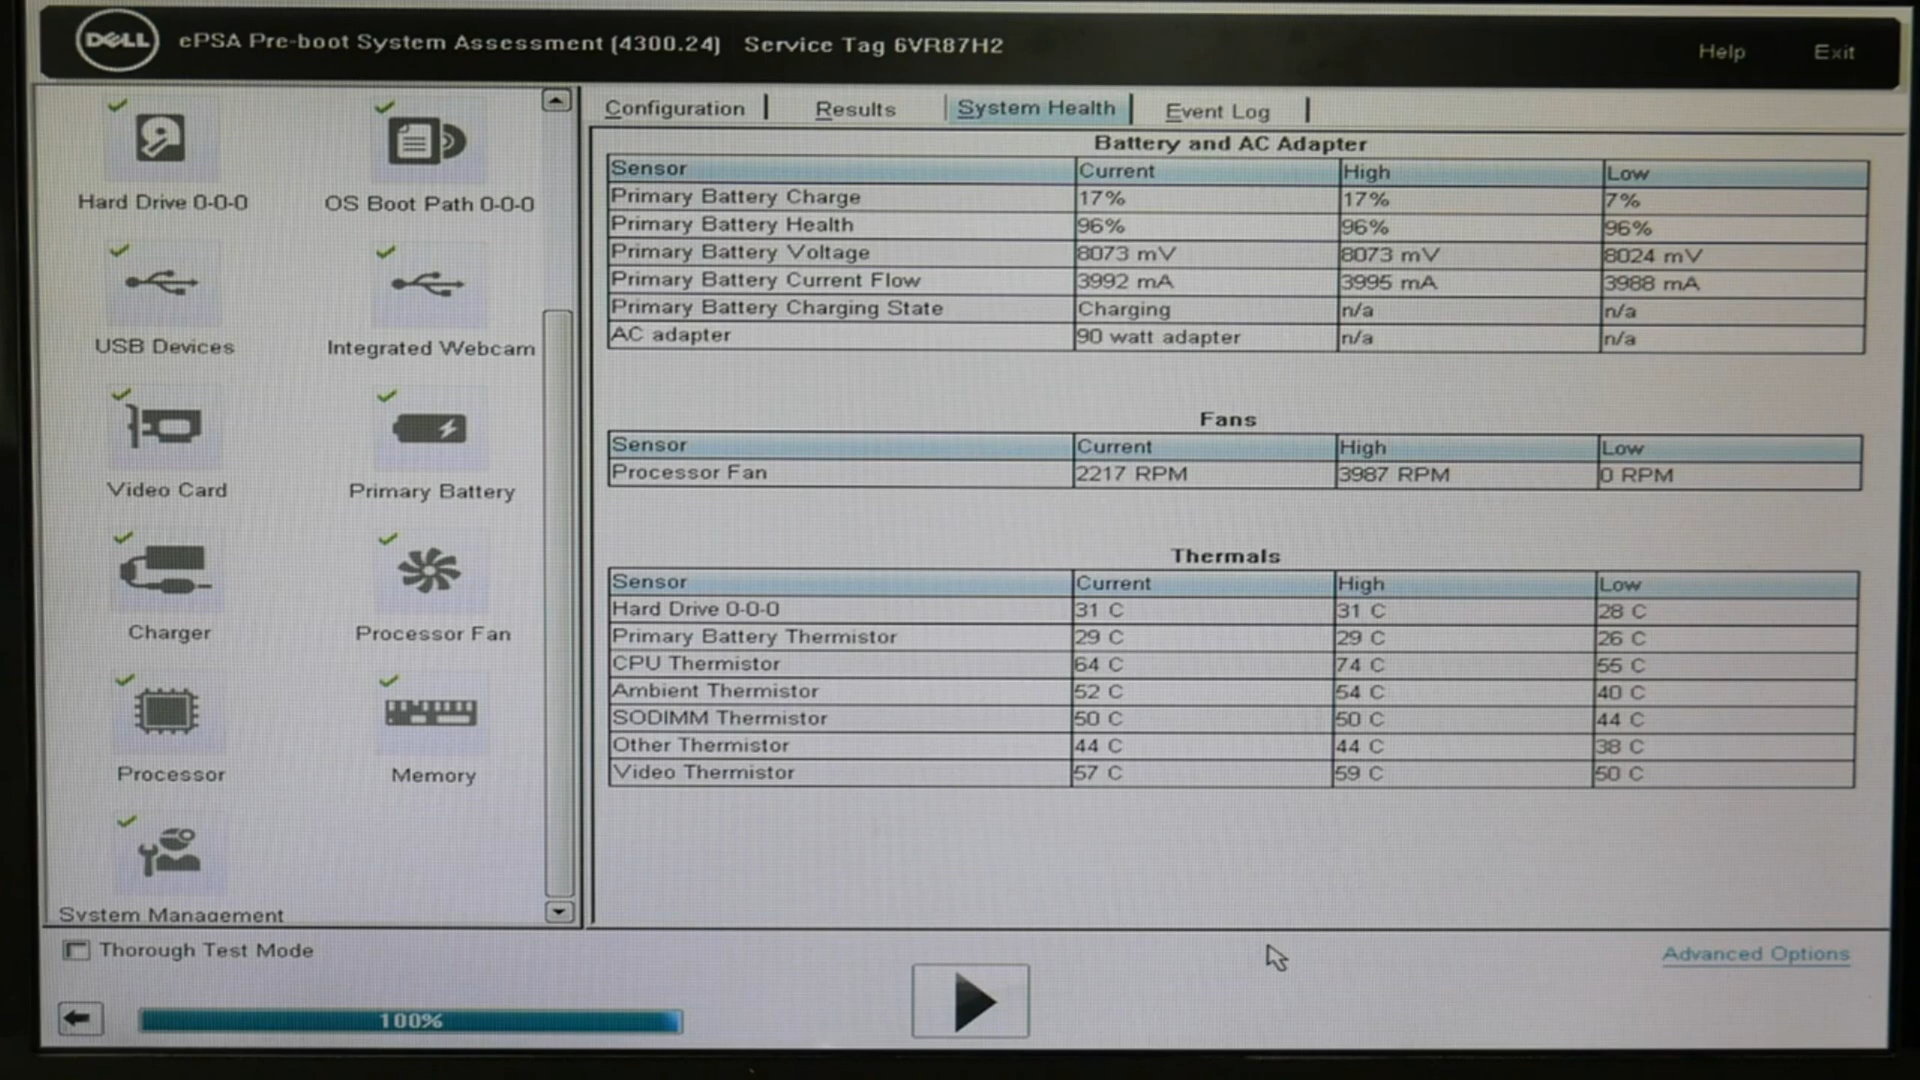 DELL ePSA Pre-boot System Assessment (4300.24) Service Tag 6VR87H2 Help Exit
Hard Drive 0-0-0 OS Boot Path 0-0-0
USB Devices Integrated Webcam
Video Card Primary Battery
Charger Processor Fan
Processor Memory
System Management
Configuration Results System Health Event Log
Battery and AC Adapter
Sensor Current High Low
Primary Battery Charge 17% 17% 7%
Primary Battery Health 96% 96% 96%
Primary Battery Voltage 8073 mV 8073 mV 8024 mV
Primary Battery Current Flow 3992 mA 3995 mA 3988 mA
Primary Battery Charging State Charging n/a n/a
AC adapter 90 watt adapter n/a n/a
Fans
Sensor Current High Low
Processor Fan 2217 RPM 3987 RPM 0 RPM
Thermals
Sensor Current High Low
Hard Drive 0-0-0 31 C 31 C 28 C
Primary Battery Thermistor 29 C 29 C 26 C
CPU Thermistor 64 C 74 C 55 C
Ambient Thermistor 52 C 54 C 40 C
SODIMM Thermistor 50 C 50 C 44 C
Other Thermistor 44 C 44 C 38 C
Video Thermistor 57 C 59 C 50 C
Thorough Test Mode
Advanced Options
100%